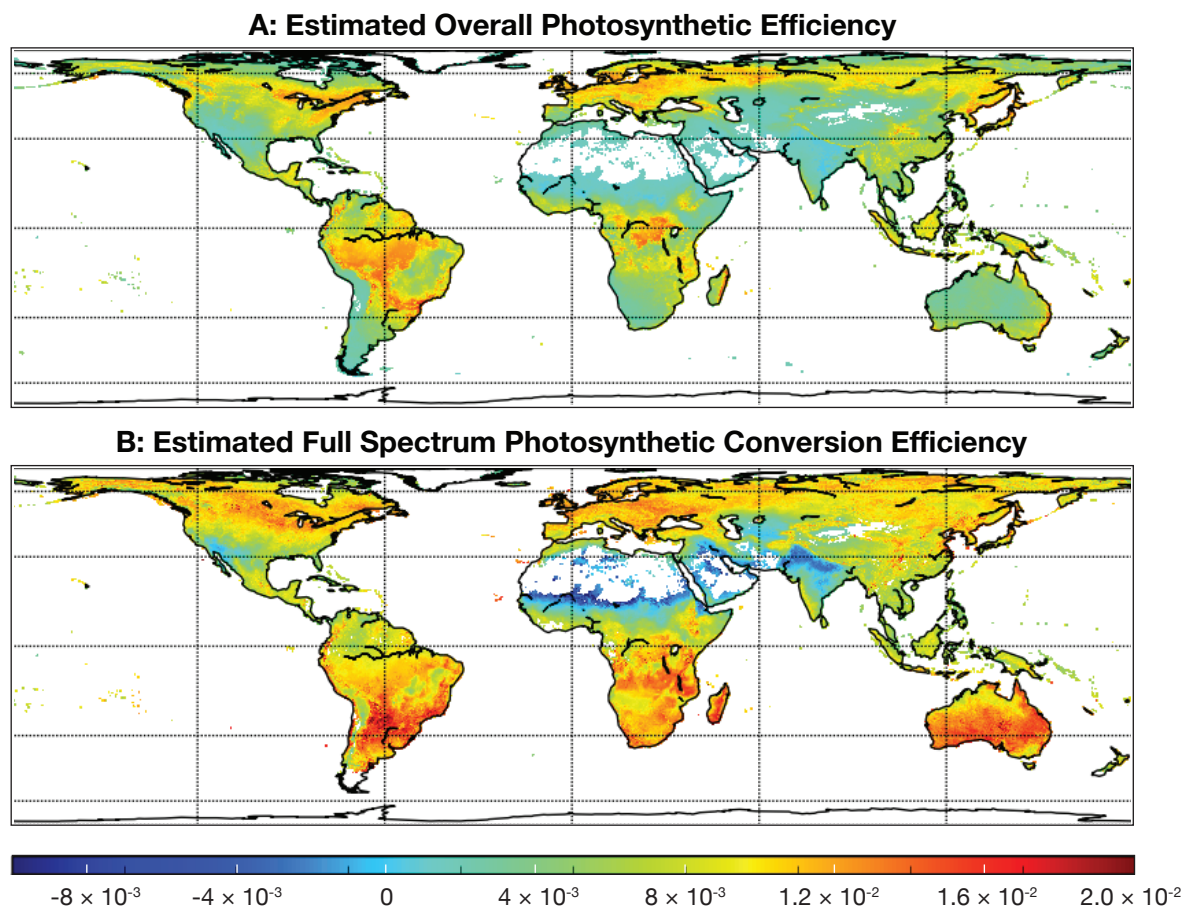 A: Estimated Overall Photosynthetic Efficiency
B: Estimated Full Spectrum Photosynthetic Conversion Efficiency
-8 × 10⁻³ -4 × 10⁻³ 0 4 × 10⁻³ 8 × 10⁻³ 1.2 × 10⁻² 1.6 × 10⁻² 2.0 × 10⁻²